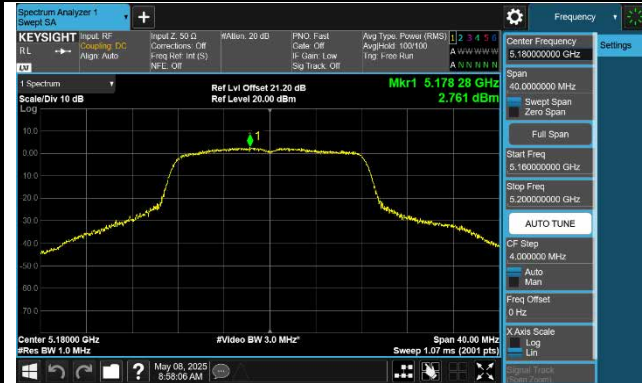 Spectrum Analyzer 1
Swept SA
Frequency
KEYSIGHT
RL
LXI
Input: RF
Coupling: DC
Align: Auto
Input Z: 50 Ω
Corrections: Off
Freq Ref: Int (S)
NFE: Off
#Atten: 20 dB
PNO: Fast
Gate: Off
IF Gain: Low
Sig Track: Off
Avg Type: Power (RMS)
Avg|Hold: 100/100
Trig: Free Run
1 2 3 4 5 6
A W W W W W
A N N N N N
1 Spectrum
Scale/Div 10 dB
Log
Ref Lvl Offset 21.20 dB
Ref Level 20.00 dBm
Mkr1 5.178 28 GHz
2.761 dBm
1
10.0
0.00
-10.0
-20.0
-30.0
-40.0
-50.0
-60.0
-70.0
Center 5.18000 GHz
#Res BW 1.0 MHz
#Video BW 3.0 MHz*
Span 40.00 MHz
Sweep 1.07 ms (2001 pts)
Center Frequency
5.180000000 GHz
Settings
Span
40.0000000 MHz
Swept Span
Zero Span
Full Span
Start Freq
5.160000000 GHz
Stop Freq
5.200000000 GHz
AUTO TUNE
CF Step
4.000000 MHz
Auto
Man
Freq Offset
0 Hz
X Axis Scale
Log
Lin
Signal Track
(Span Zoom)
?
May 08, 2025
8:58:06 AM